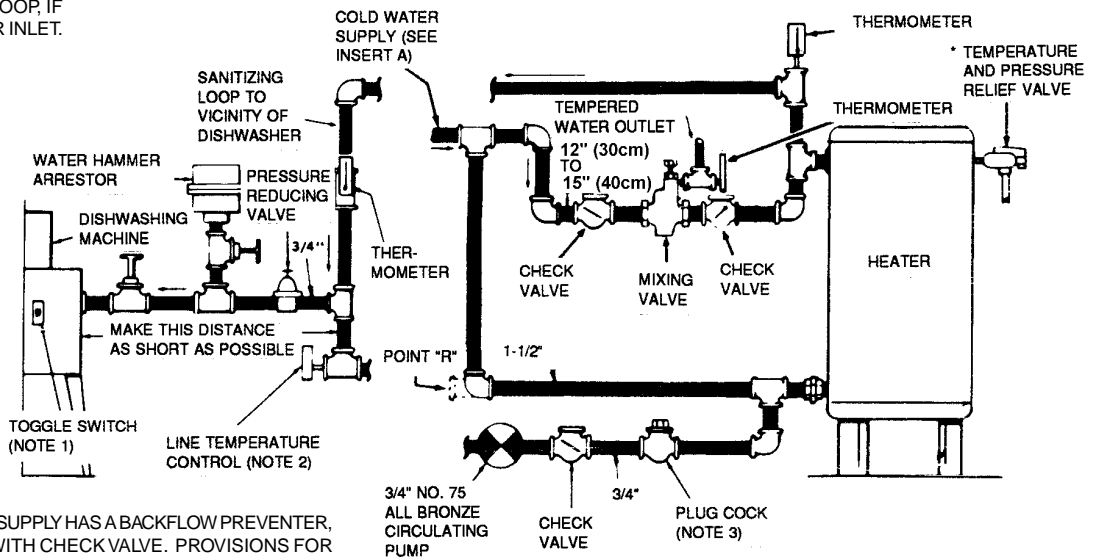 OOP, IF
R INLET.
COLD WATER
SUPPLY (SEE
INSERT A)
THERMOMETER
* TEMPERATURE
AND PRESSURE
RELIEF VALVE
SANITIZING
LOOP TO
VICINITY OF
DISHWASHER
TEMPERED
WATER OUTLET
12" (30cm)
TO
15" (40cm)
THERMOMETER
WATER HAMMER
ARRESTOR
PRESSURE
REDUCING
VALVE
DISHWASHING
MACHINE
3/4"
THER-
MOMETER
CHECK
VALVE
MIXING
VALVE
CHECK
VALVE
HEATER
MAKE THIS DISTANCE
AS SHORT AS POSSIBLE
POINT "R"
1-1/2"
TOGGLE SWITCH
(NOTE 1)
LINE TEMPERATURE
CONTROL (NOTE 2)
3/4" NO. 75
ALL BRONZE
CIRCULATING
PUMP
CHECK
VALVE
3/4"
PLUG COCK
(NOTE 3)
SUPPLY HAS A BACKFLOW PREVENTER,
WITH CHECK VALVE. PROVISIONS FOR